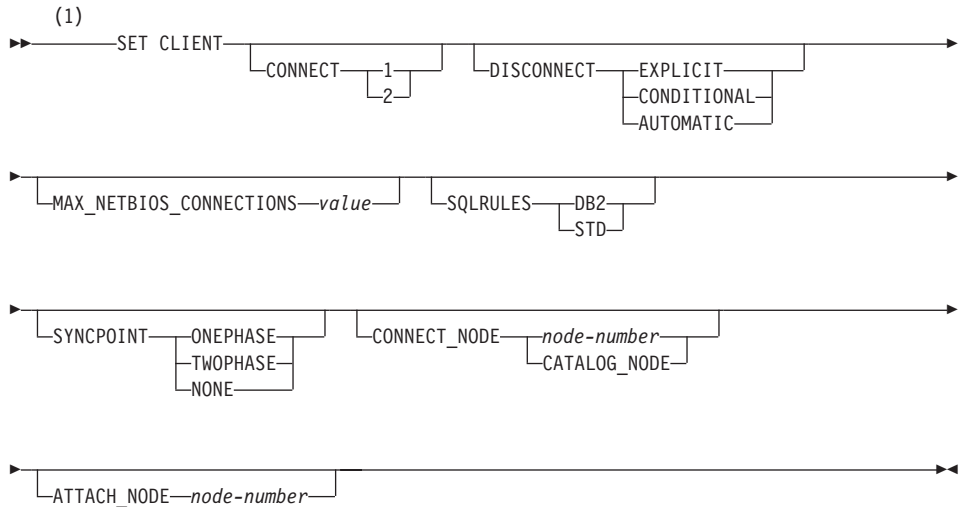 (1)
SET CLIENT
CONNECT 1 DISCONNECT EXPLICIT
2 CONDITIONAL
AUTOMATIC
MAX_NETBIOS_CONNECTIONS value SQLRULES DB2
STD
SYNCPOINT ONEPHASE CONNECT_NODE node-number
TWOPHASE CATALOG_NODE
NONE
ATTACH_NODE node-number